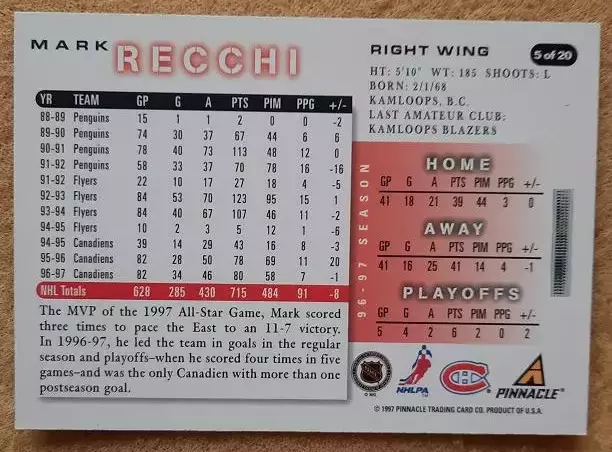 MARK RECCHI
RIGHT WING
5 of 20
HT: 5'10" WT: 185 SHOOTS: L
BORN: 2/1/68
KAMLOOPS, B.C.
LAST AMATEUR CLUB:
KAMLOOPS BLAZERS
YR TEAM GP G A PTS PIM PPG +/-
88-89 Penguins 15 1 1 2 0 0 -2
89-90 Penguins 74 30 37 67 44 6 6
90-91 Penguins 78 40 73 113 48 12 0
91-92 Penguins 58 33 37 70 78 16 -16
91-92 Flyers 22 10 17 27 18 4 -5
92-93 Flyers 84 53 70 123 95 15 1
93-94 Flyers 84 40 67 107 46 11 -2
94-95 Flyers 10 2 3 5 12 1 -6
94-95 Canadiens 39 14 29 43 16 8 -3
95-96 Canadiens 82 28 50 78 69 11 20
96-97 Canadiens 82 34 46 80 58 7 -1
NHL Totals 628 285 430 715 484 91 -8
The MVP of the 1997 All-Star Game, Mark scored
three times to pace the East to an 11-7 victory.
In 1996-97, he led the team in goals in the regular
season and playoffs–when he scored four times in five
games–and was the only Canadien with more than one
postseason goal.
96-97 SEASON
HOME
GP G A PTS PIM PPG +/-
41 18 21 39 44 3 0
AWAY
GP G A PTS PIM PPG +/-
41 16 25 41 14 4 -1
PLAYOFFS
GP G A PTS PIM PPG +/-
5 4 2 6 2 0 2
NHL
NHLPA
PINNACLE
© 1997 PINNACLE TRADING CARD CO. PRODUCT OF U.S.A.